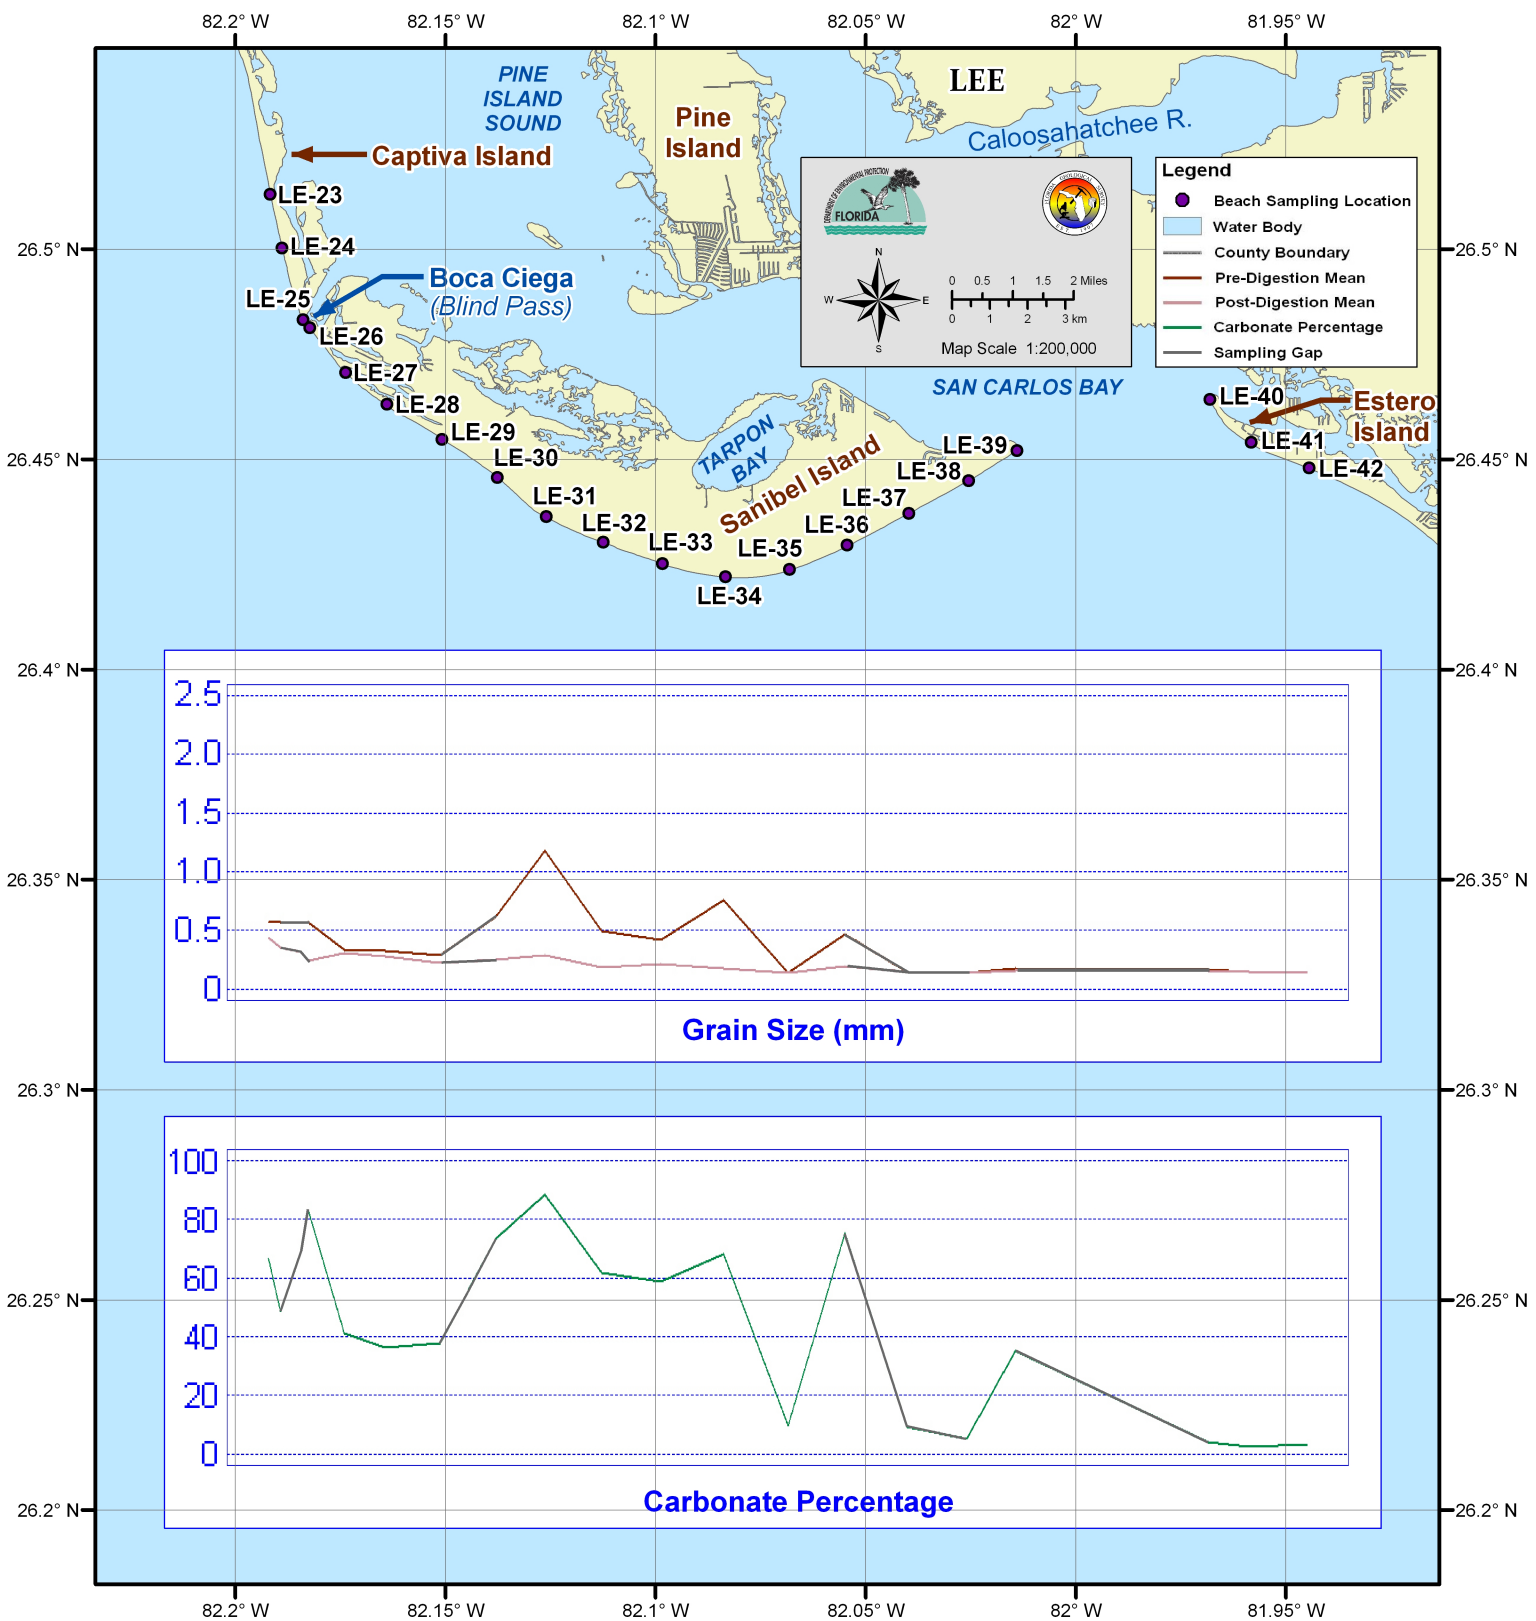 82.2° W
82.15° W
82.1° W
82.05° W
82° W
81.95° W
PINE
ISLAND
SOUND
Pine
Island
LEE
Caloosahatchee R.
Captiva Island
LE-23
LE-24
26.5° N
26.5° N
Boca Ciega
(Blind Pass)
LE-25
LE-26
LE-27
LE-28
LE-29
LE-30
LE-31
LE-32
LE-33
LE-34
LE-35
LE-36
LE-37
LE-38
LE-39
LE-40
LE-41
LE-42
TARPON
BAY
Sanibel Island
SAN CARLOS BAY
Estero
Island
DEPARTMENT OF ENVIRONMENTAL PROTECTION
FLORIDA
FLORIDA GEOLOGICAL SURVEY
EST. 1907
N
W
E
S
0 0.5 1 1.5 2 Miles
0 1 2 3 km
Map Scale 1:200,000
Legend
Beach Sampling Location
Water Body
County Boundary
Pre-Digestion Mean
Post-Digestion Mean
Carbonate Percentage
Sampling Gap
26.45° N
26.45° N
26.4° N
26.4° N
2.5
2.0
1.5
1.0
0.5
0
Grain Size (mm)
26.35° N
26.35° N
26.3° N
26.3° N
100
80
60
40
20
0
Carbonate Percentage
26.25° N
26.25° N
26.2° N
26.2° N
82.2° W
82.15° W
82.1° W
82.05° W
82° W
81.95° W